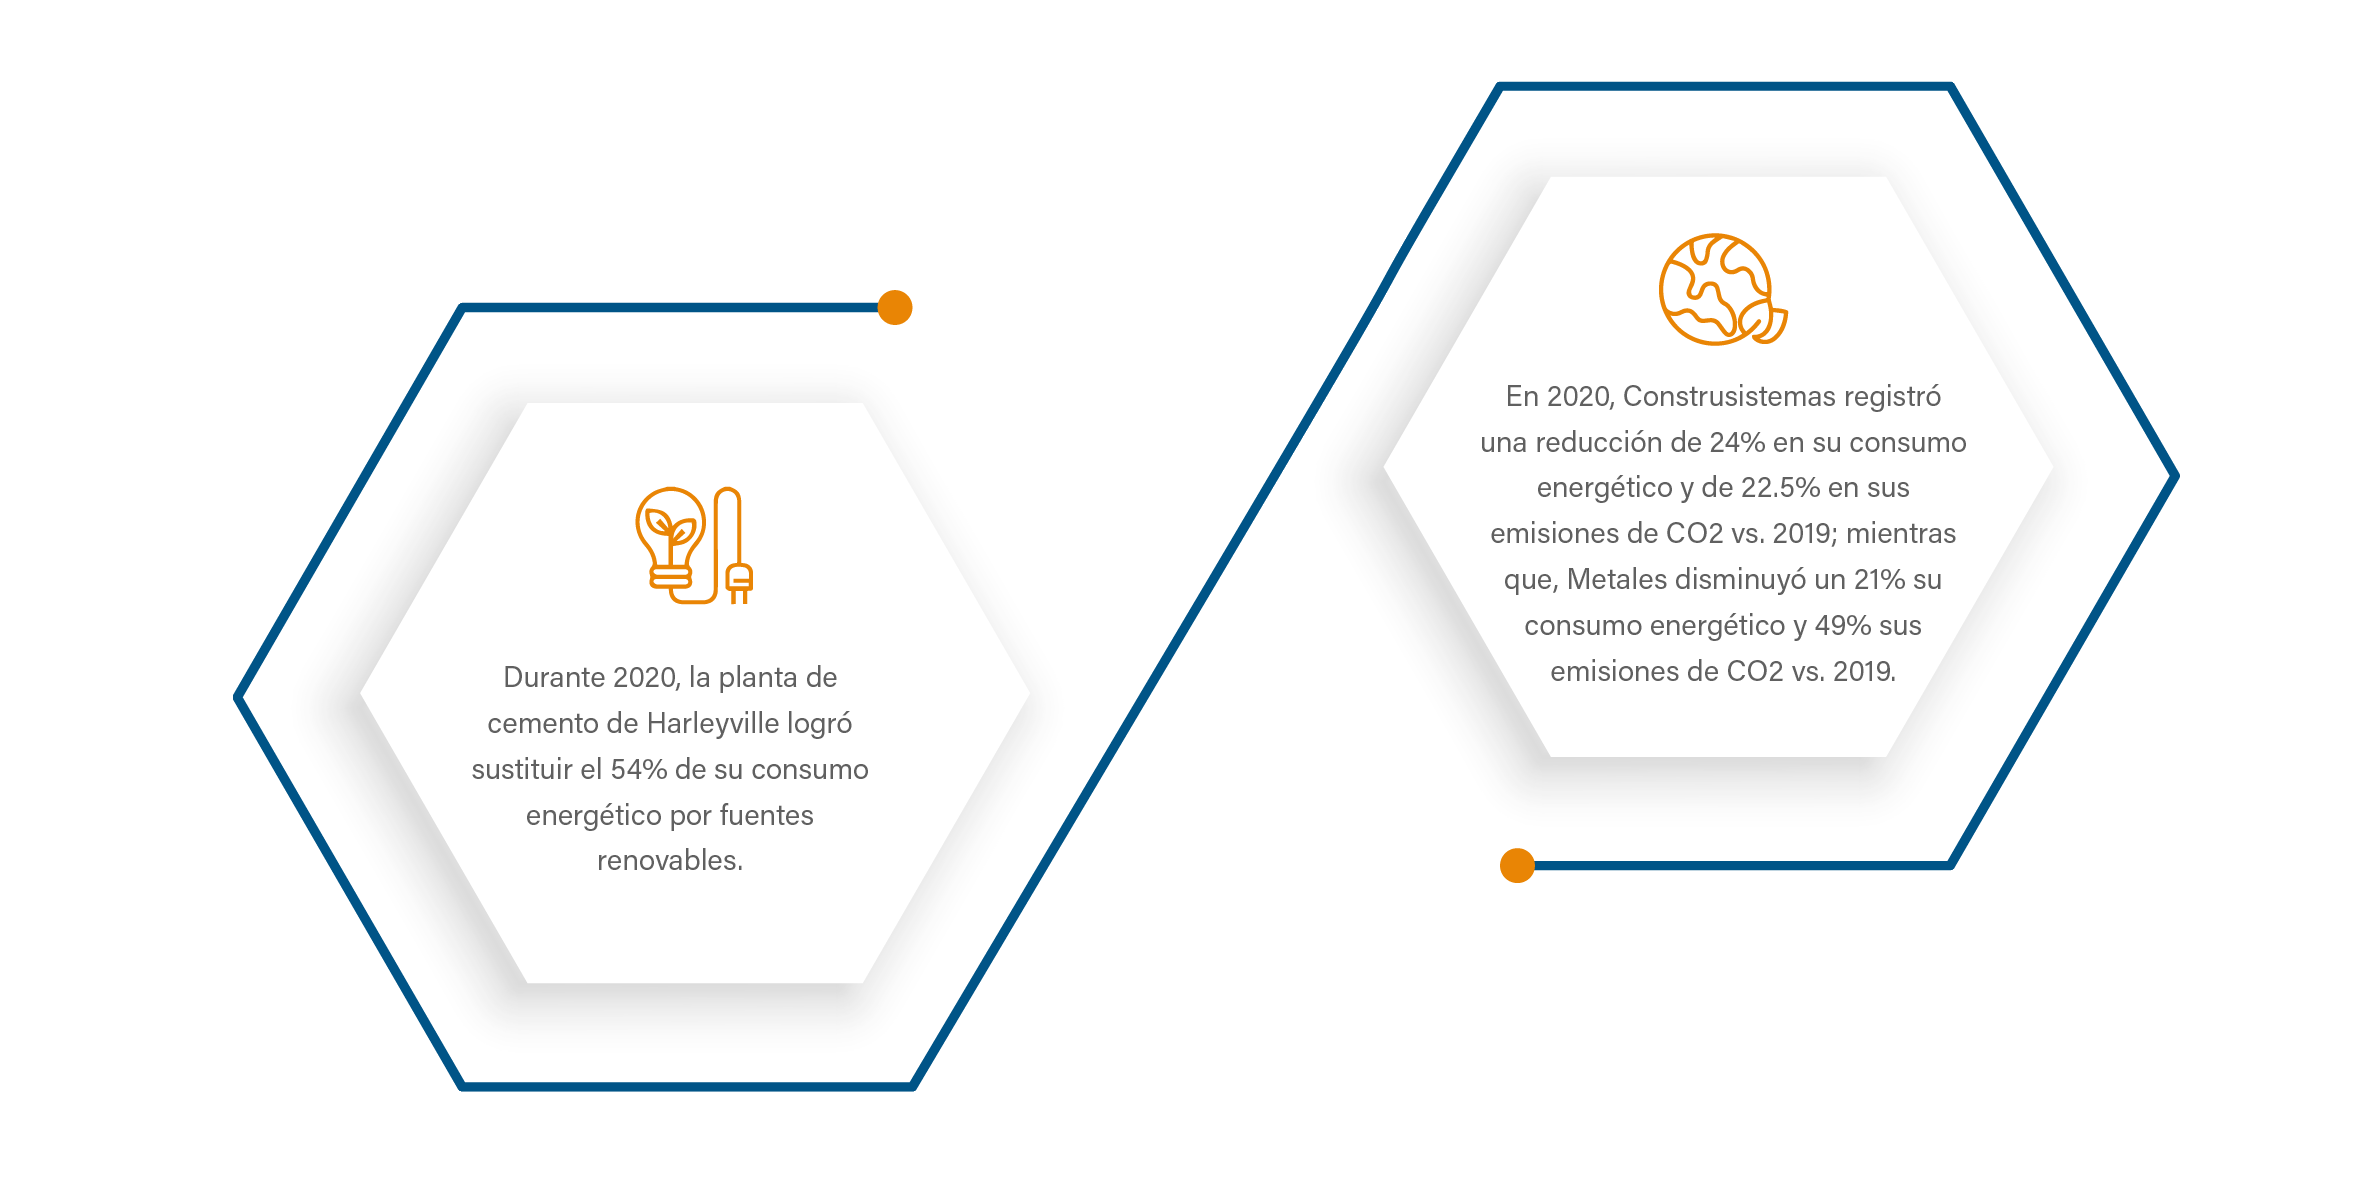 Durante 2020, la planta de
cemento de Harleyville logró
sustituir el 54% de su consumo
energético por fuentes
renovables.
En 2020, Construsistemas registró
una reducción de 24% en su consumo
energético y de 22.5% en sus
emisiones de CO2 vs. 2019; mientras
que, Metales disminuyó un 21% su
consumo energético y 49% sus
emisiones de CO2 vs. 2019.